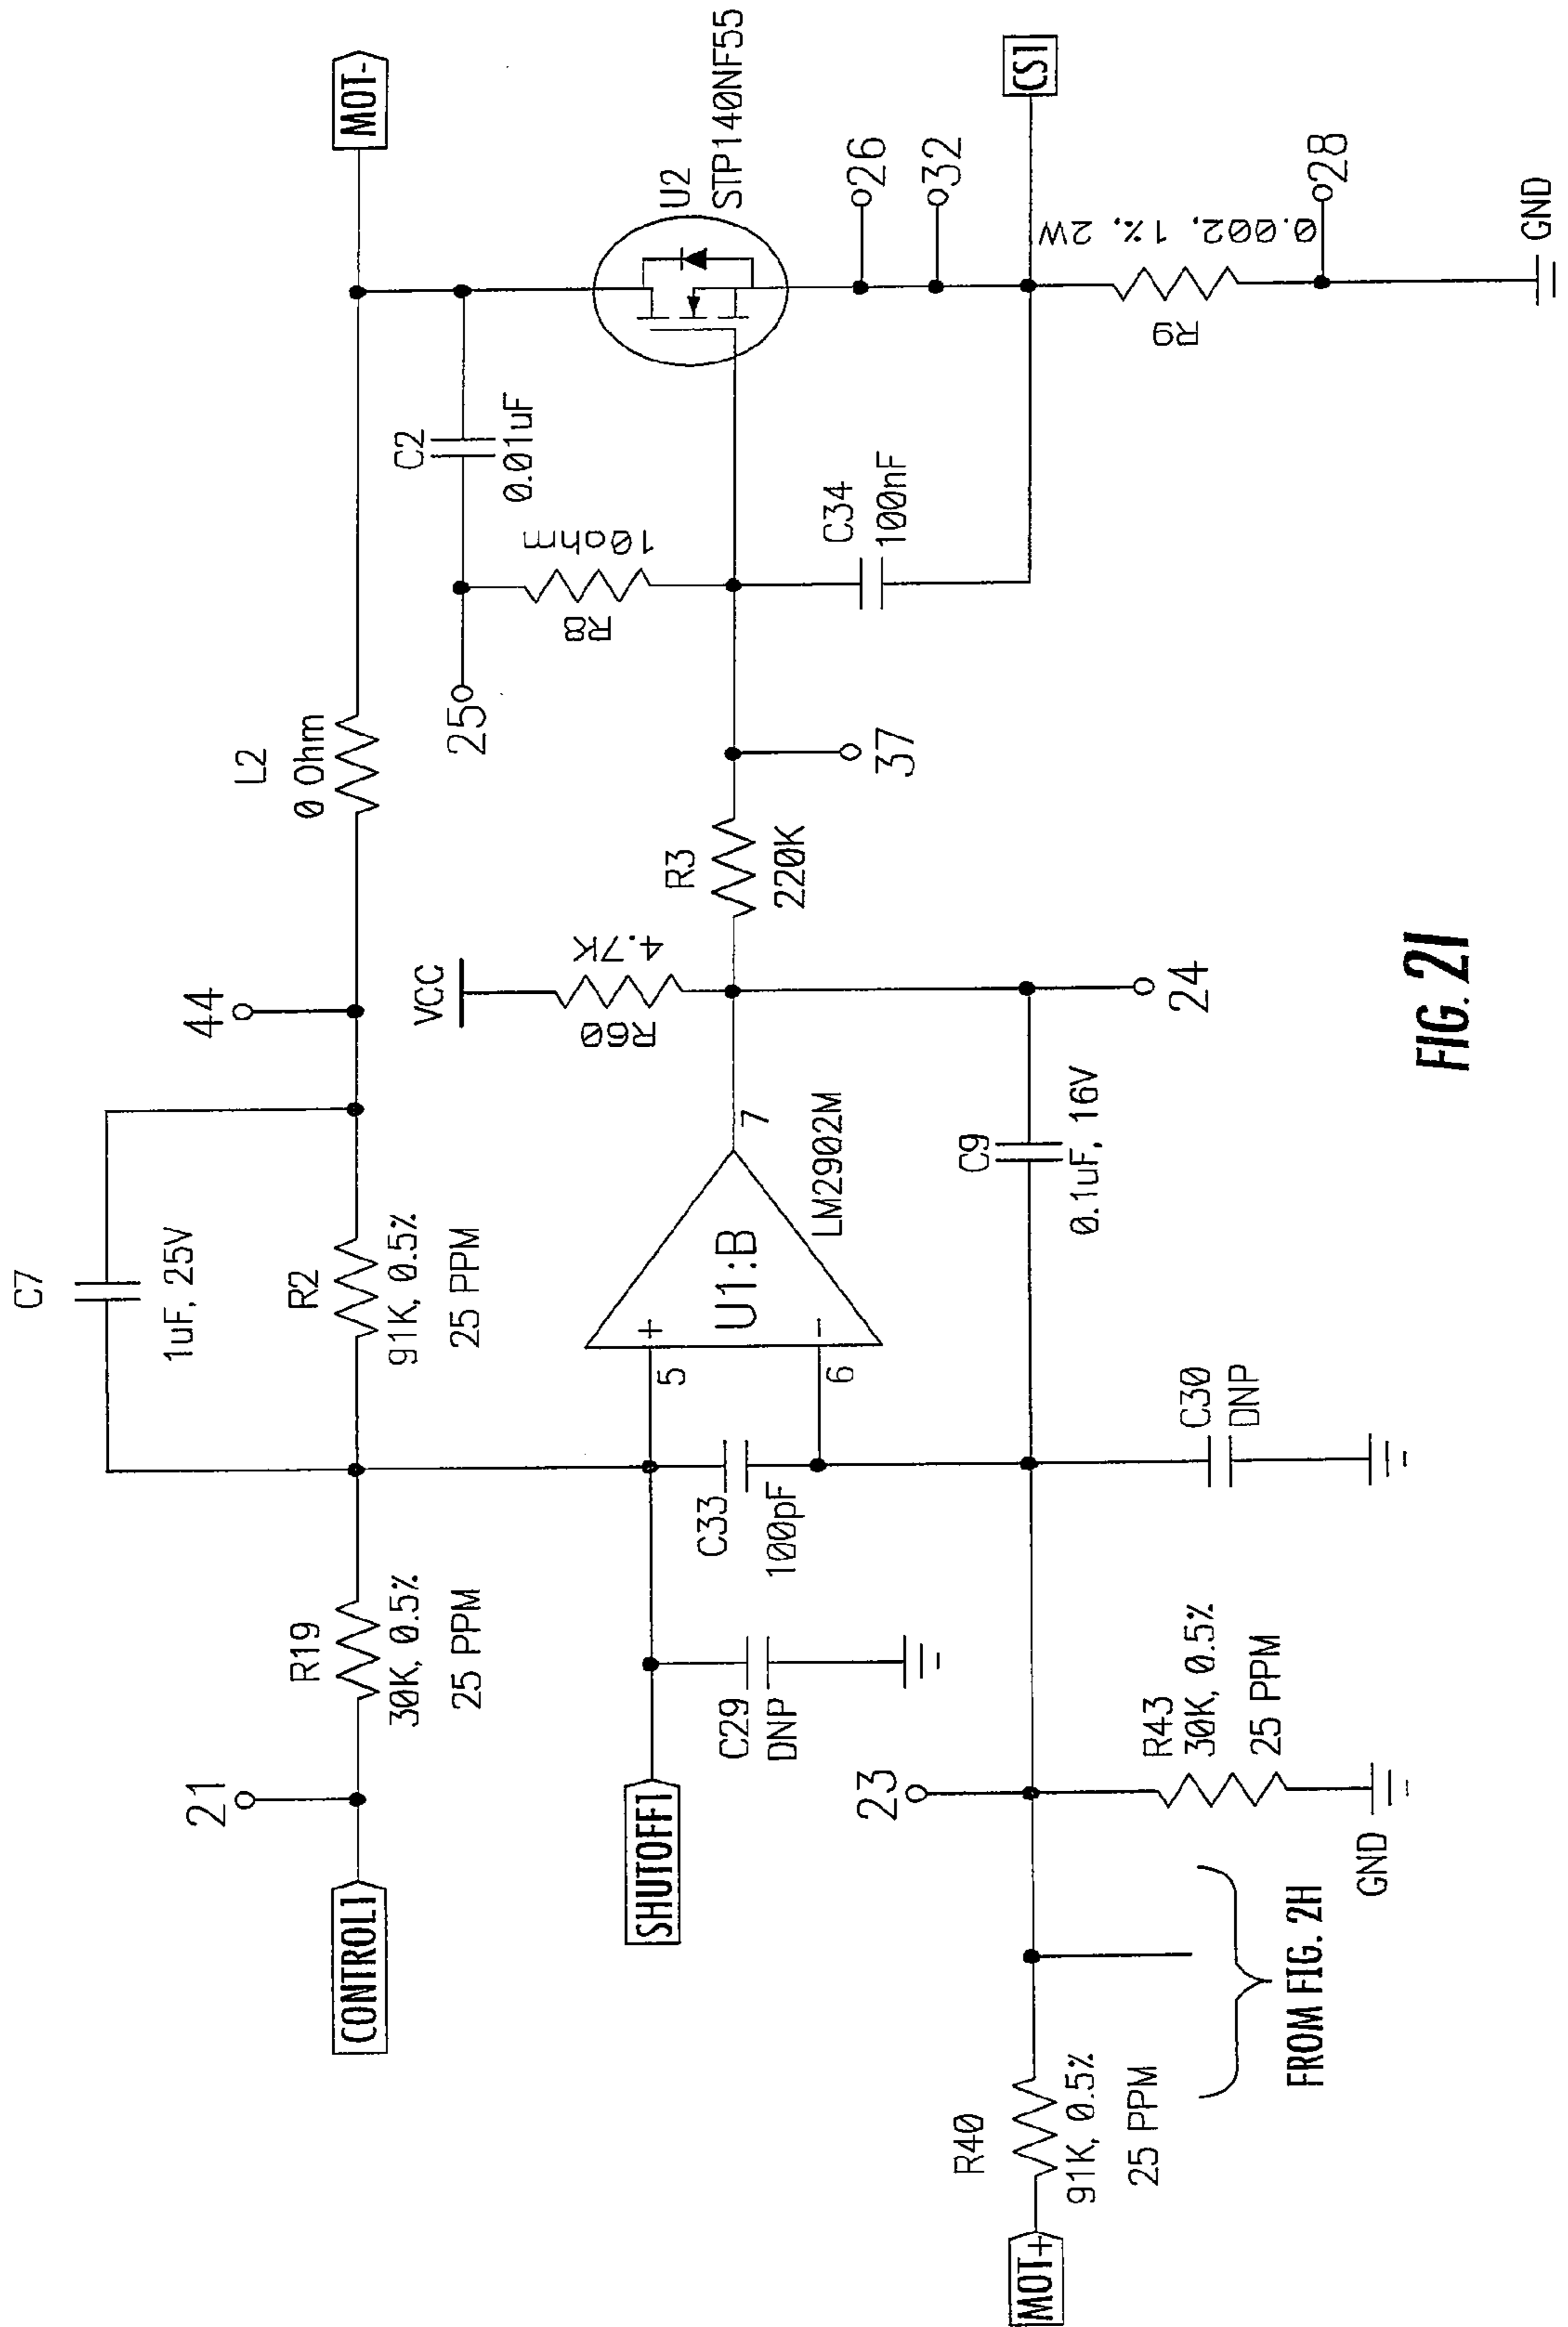 C7
1uF, 25V
44
L2
0 Ohm
MOT-
21
R19
30K, 0.5%
25 PPM
R2
91K, 0.5%
25 PPM
CONTROL1
VCC
R60
4.7K
25
C2
0.01uF
R8
10ohm
U2
STP140NF55
SHUTOFF1
5
+
U1:B
-
6
7
LM2902M
R3
220K
37
C34
100nF
26
32
C29
DNP
C33
100pF
CS1
23
C9
0.1uF, 16V
24
R9
0.002, 1%, 2W
28
GND
MOT+
R40
91K, 0.5%
25 PPM
R43
30K, 0.5%
25 PPM
GND
C30
DNP
FROM FIG. 2H
FIG. 2I